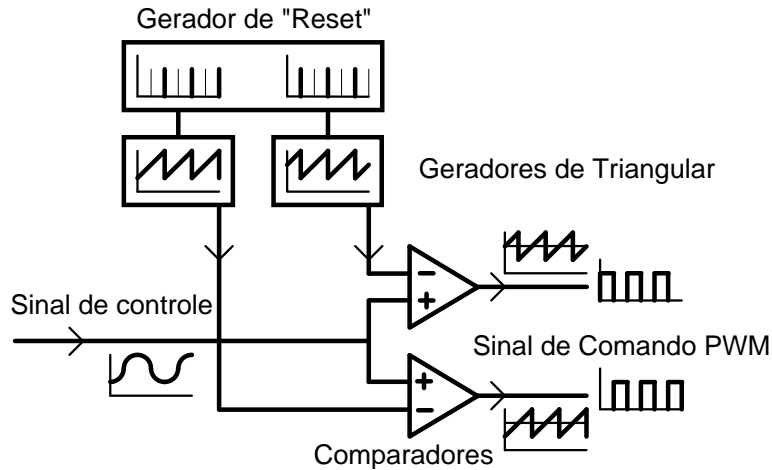 Gerador de "Reset"
Geradores de Triangular
Sinal de controle
Sinal de Comando PWM
Comparadores